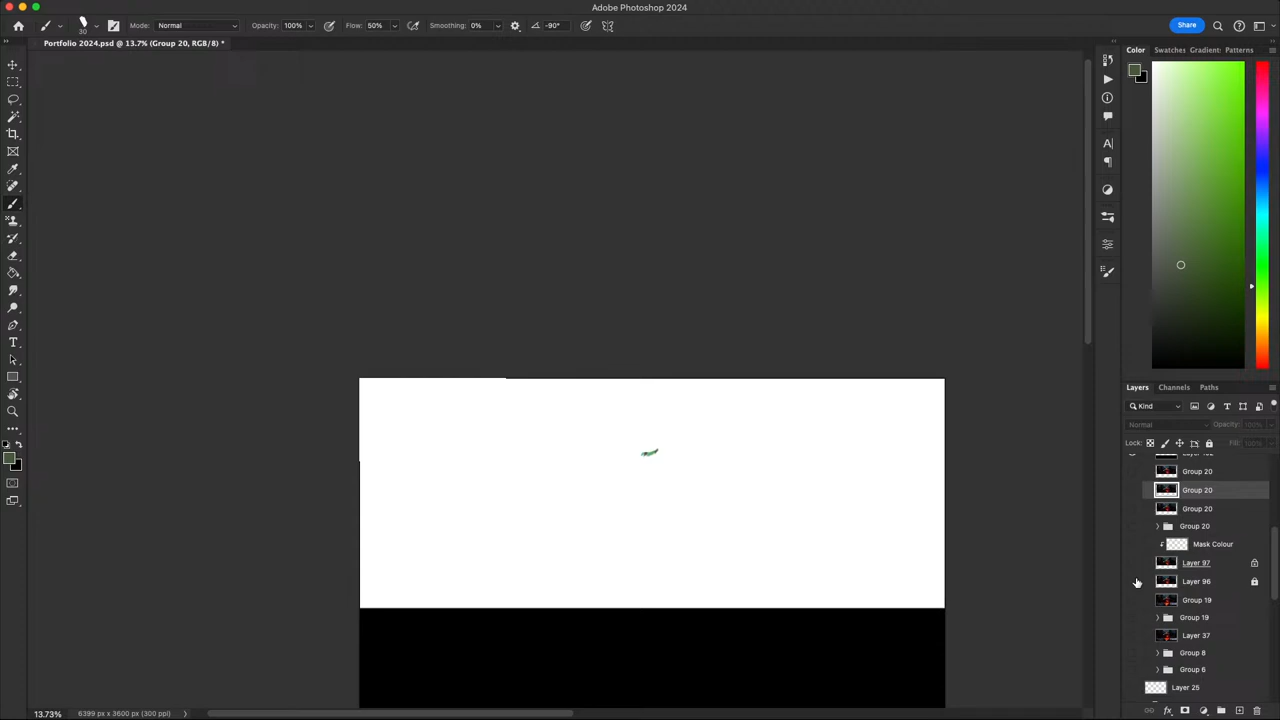 Adobe Photoshop 2024
30
Mode: Normal
Opacity: 100%
Flow: 50%
Smoothing: 0%
-90°
Share
Portfolio 2024.psd @ 13.7% (Group 20, RGB/8) *
Color
Swatches
Gradient:
Patterns
Layers
Channels
Paths
Kind
Normal
Opacity: 100%
Lock:
Fill: 100%
Group 20
Group 20
Group 20
Group 20
Mask Colour
Layer 97
Layer 96
Group 19
Group 19
Layer 37
Group 8
Group 6
Layer 25
13.73%
6399 px x 3600 px (300 ppi)